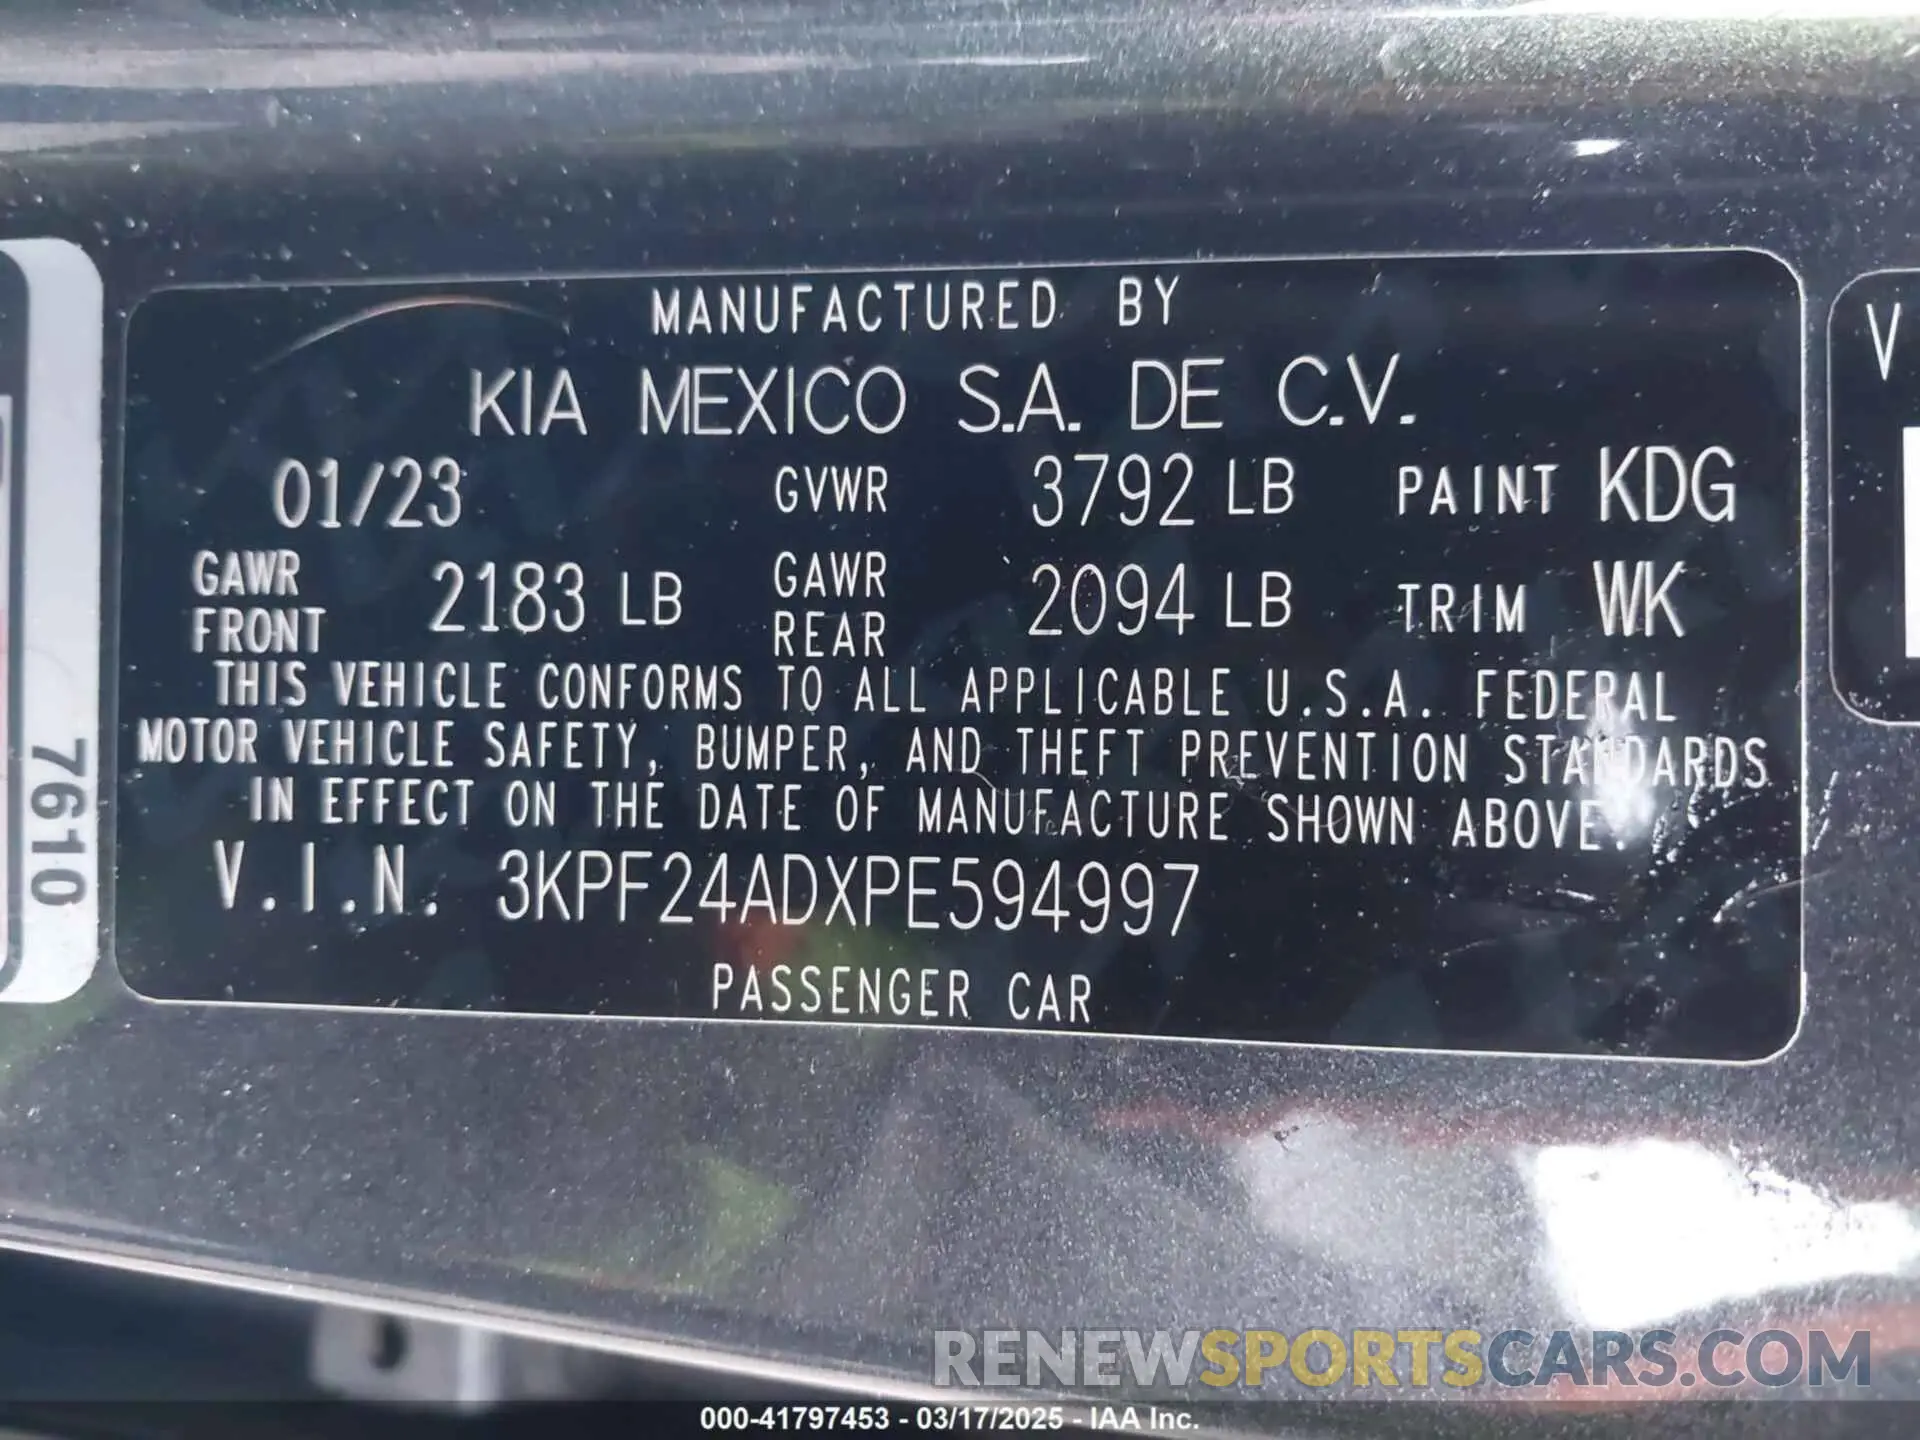 MANUFACTURED BY
KIA MEXICO S.A. DE C.V.
01/23 GVWR 3792 LB PAINT KDG
GAWR FRONT 2183 LB GAWR REAR 2094 LB TRIM WK
THIS VEHICLE CONFORMS TO ALL APPLICABLE U.S.A. FEDERAL
MOTOR VEHICLE SAFETY, BUMPER, AND THEFT PREVENTION STANDARDS
IN EFFECT ON THE DATE OF MANUFACTURE SHOWN ABOVE.
V.I.N. 3KPF24ADXPE594997
PASSENGER CAR
7610
V
RENEWSPORTSCARS.COM
000-41797453 - 03/17/2025 - IAA Inc.